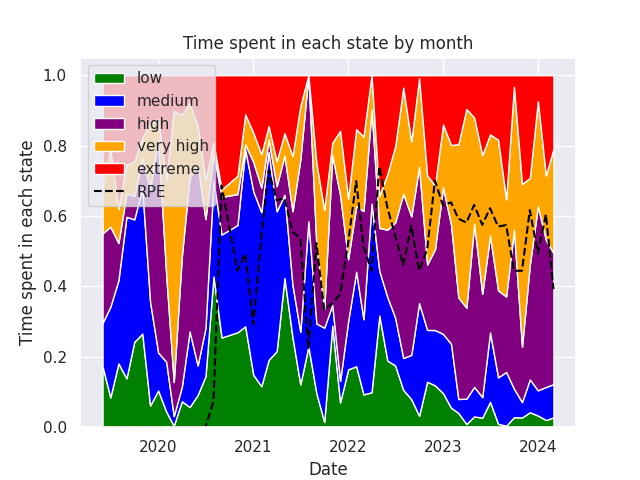 Time spent in each state by month
Time spent in each state
1.0
0.8
0.6
0.4
0.2
0.0
low
medium
high
very high
extreme
RPE
2020
2021
2022
2023
2024
Date